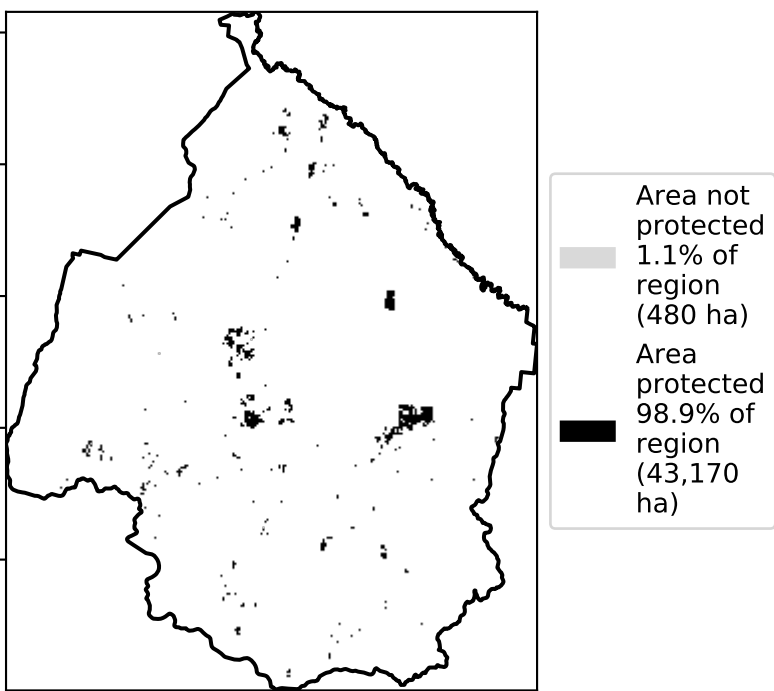 Area not
protected
1.1% of
region
(480 ha)
Area
protected
98.9% of
region
(43,170
ha)